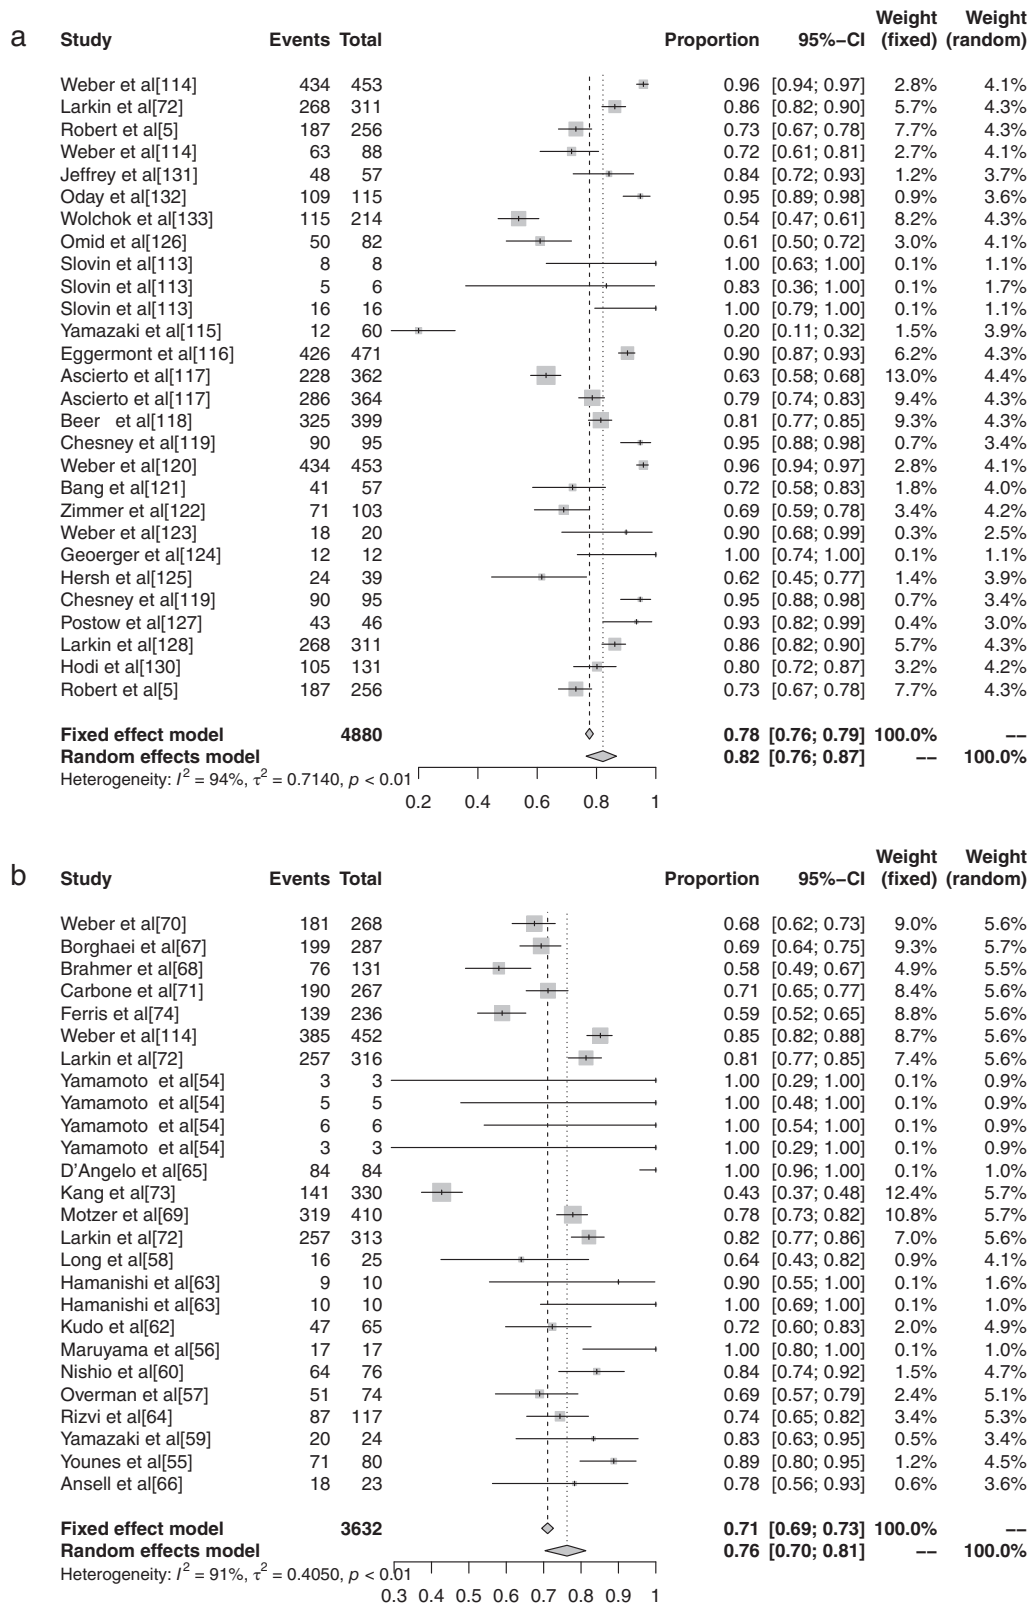 a
Study Events Total Proportion 95%−CI Weight (fixed) Weight (random)
Weber et al[114] 434 453 0.96 [0.94; 0.97] 2.8% 4.1%
Larkin et al[72] 268 311 0.86 [0.82; 0.90] 5.7% 4.3%
Robert et al[5] 187 256 0.73 [0.67; 0.78] 7.7% 4.3%
Weber et al[114] 63 88 0.72 [0.61; 0.81] 2.7% 4.1%
Jeffrey et al[131] 48 57 0.84 [0.72; 0.93] 1.2% 3.7%
Oday et al[132] 109 115 0.95 [0.89; 0.98] 0.9% 3.6%
Wolchok et al[133] 115 214 0.54 [0.47; 0.61] 8.2% 4.3%
Omid et al[126] 50 82 0.61 [0.50; 0.72] 3.0% 4.1%
Slovin et al[113] 8 8 1.00 [0.63; 1.00] 0.1% 1.1%
Slovin et al[113] 5 6 0.83 [0.36; 1.00] 0.1% 1.7%
Slovin et al[113] 16 16 1.00 [0.79; 1.00] 0.1% 1.1%
Yamazaki et al[115] 12 60 0.20 [0.11; 0.32] 1.5% 3.9%
Eggermont et al[116] 426 471 0.90 [0.87; 0.93] 6.2% 4.3%
Ascierto et al[117] 228 362 0.63 [0.58; 0.68] 13.0% 4.4%
Ascierto et al[117] 286 364 0.79 [0.74; 0.83] 9.4% 4.3%
Beer et al[118] 325 399 0.81 [0.77; 0.85] 9.3% 4.3%
Chesney et al[119] 90 95 0.95 [0.88; 0.98] 0.7% 3.4%
Weber et al[120] 434 453 0.96 [0.94; 0.97] 2.8% 4.1%
Bang et al[121] 41 57 0.72 [0.58; 0.83] 1.8% 4.0%
Zimmer et al[122] 71 103 0.69 [0.59; 0.78] 3.4% 4.2%
Weber et al[123] 18 20 0.90 [0.68; 0.99] 0.3% 2.5%
Geoerger et al[124] 12 12 1.00 [0.74; 1.00] 0.1% 1.1%
Hersh et al[125] 24 39 0.62 [0.45; 0.77] 1.4% 3.9%
Chesney et al[119] 90 95 0.95 [0.88; 0.98] 0.7% 3.4%
Postow et al[127] 43 46 0.93 [0.82; 0.99] 0.4% 3.0%
Larkin et al[128] 268 311 0.86 [0.82; 0.90] 5.7% 4.3%
Hodi et al[130] 105 131 0.80 [0.72; 0.87] 3.2% 4.2%
Robert et al[5] 187 256 0.73 [0.67; 0.78] 7.7% 4.3%
Fixed effect model 4880 0.78 [0.76; 0.79] 100.0% −−
Random effects model 0.82 [0.76; 0.87] −− 100.0%
Heterogeneity: I² = 94%, τ² = 0.7140, p < 0.01
0.2 0.4 0.6 0.8 1
b
Study Events Total Proportion 95%−CI Weight (fixed) Weight (random)
Weber et al[70] 181 268 0.68 [0.62; 0.73] 9.0% 5.6%
Borghaei et al[67] 199 287 0.69 [0.64; 0.75] 9.3% 5.7%
Brahmer et al[68] 76 131 0.58 [0.49; 0.67] 4.9% 5.5%
Carbone et al[71] 190 267 0.71 [0.65; 0.77] 8.4% 5.6%
Ferris et al[74] 139 236 0.59 [0.52; 0.65] 8.8% 5.6%
Weber et al[114] 385 452 0.85 [0.82; 0.88] 8.7% 5.6%
Larkin et al[72] 257 316 0.81 [0.77; 0.85] 7.4% 5.6%
Yamamoto et al[54] 3 3 1.00 [0.29; 1.00] 0.1% 0.9%
Yamamoto et al[54] 5 5 1.00 [0.48; 1.00] 0.1% 0.9%
Yamamoto et al[54] 6 6 1.00 [0.54; 1.00] 0.1% 0.9%
Yamamoto et al[54] 3 3 1.00 [0.29; 1.00] 0.1% 0.9%
D'Angelo et al[65] 84 84 1.00 [0.96; 1.00] 0.1% 1.0%
Kang et al[73] 141 330 0.43 [0.37; 0.48] 12.4% 5.7%
Motzer et al[69] 319 410 0.78 [0.73; 0.82] 10.8% 5.7%
Larkin et al[72] 257 313 0.82 [0.77; 0.86] 7.0% 5.6%
Long et al[58] 16 25 0.64 [0.43; 0.82] 0.9% 4.1%
Hamanishi et al[63] 9 10 0.90 [0.55; 1.00] 0.1% 1.6%
Hamanishi et al[63] 10 10 1.00 [0.69; 1.00] 0.1% 1.0%
Kudo et al[62] 47 65 0.72 [0.60; 0.83] 2.0% 4.9%
Maruyama et al[56] 17 17 1.00 [0.80; 1.00] 0.1% 1.0%
Nishio et al[60] 64 76 0.84 [0.74; 0.92] 1.5% 4.7%
Overman et al[57] 51 74 0.69 [0.57; 0.79] 2.4% 5.1%
Rizvi et al[64] 87 117 0.74 [0.65; 0.82] 3.4% 5.3%
Yamazaki et al[59] 20 24 0.83 [0.63; 0.95] 0.5% 3.4%
Younes et al[55] 71 80 0.89 [0.80; 0.95] 1.2% 4.5%
Ansell et al[66] 18 23 0.78 [0.56; 0.93] 0.6% 3.6%
Fixed effect model 3632 0.71 [0.69; 0.73] 100.0% −−
Random effects model 0.76 [0.70; 0.81] −− 100.0%
Heterogeneity: I² = 91%, τ² = 0.4050, p < 0.01
0.3 0.4 0.5 0.6 0.7 0.8 0.9 1